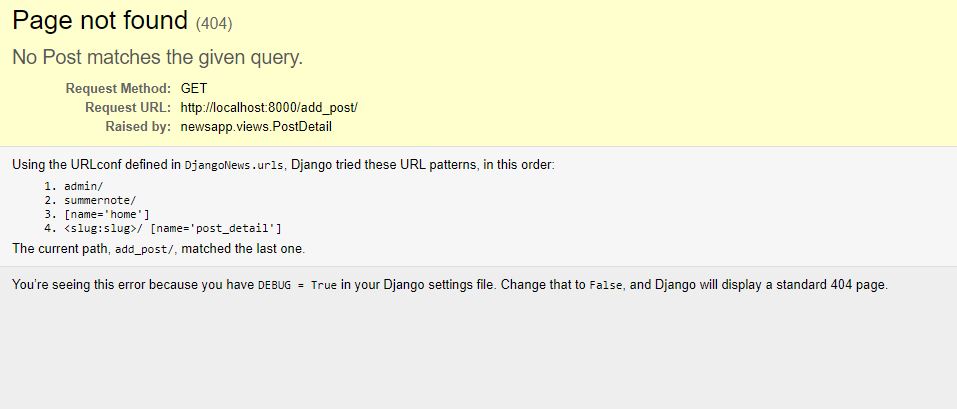 Page not found (404)
No Post matches the given query.
Request Method: GET
Request URL: http://localhost:8000/add_post/
Raised by: newsapp.views.PostDetail
Using the URLconf defined in DjangoNews.urls, Django tried these URL patterns, in this order:
1. admin/
2. summernote/
3. [name='home']
4. <slug:slug>/ [name='post_detail']
The current path, add_post/, matched the last one.
You're seeing this error because you have DEBUG = True in your Django settings file. Change that to False, and Django will display a standard 404 page.